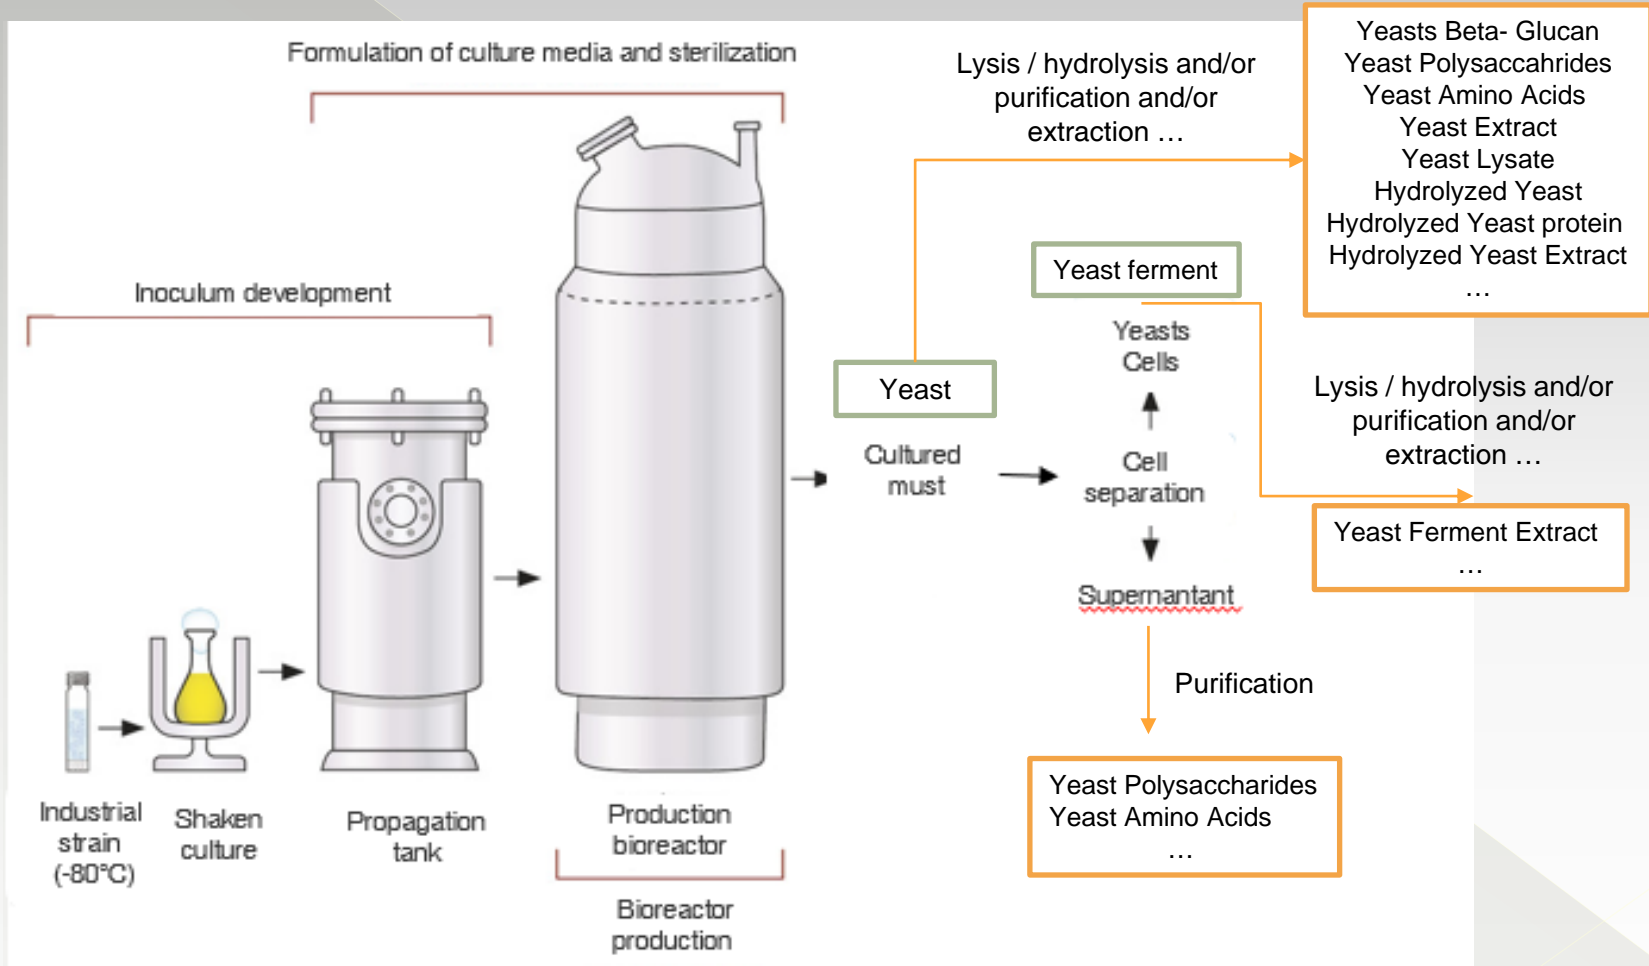 Formulation of culture media and sterilization
Lysis / hydrolysis and/or
purification and/or
extraction …
Yeasts Beta- Glucan
Yeast Polysaccahrides
Yeast Amino Acids
Yeast Extract
Yeast Lysate
Hydrolyzed Yeast
Hydrolyzed Yeast protein
Hydrolyzed Yeast Extract
…
Inoculum development
Yeast ferment
Yeasts
Cells
Yeast
Lysis / hydrolysis and/or
purification and/or
extraction …
Cultured
must
Cell
separation
Yeast Ferment Extract
…
Supernantant
Purification
Yeast Polysaccharides
Yeast Amino Acids
…
Industrial
strain
(-80°C)
Shaken
culture
Propagation
tank
Production
bioreactor
Bioreactor
production